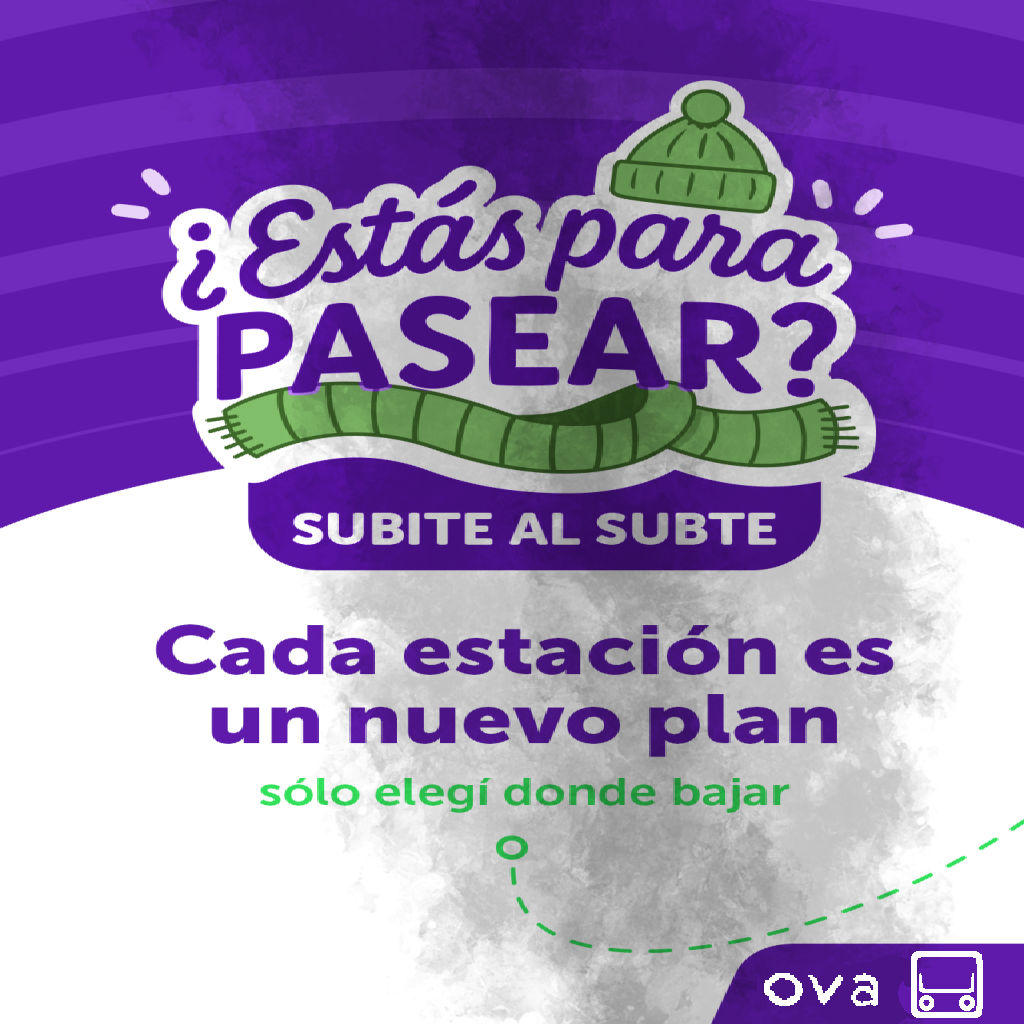 ¿Estás para
PASEAR?
SUBITE AL SUBTE
Cada estación es
un nuevo plan
sólo elegí donde bajar
ova